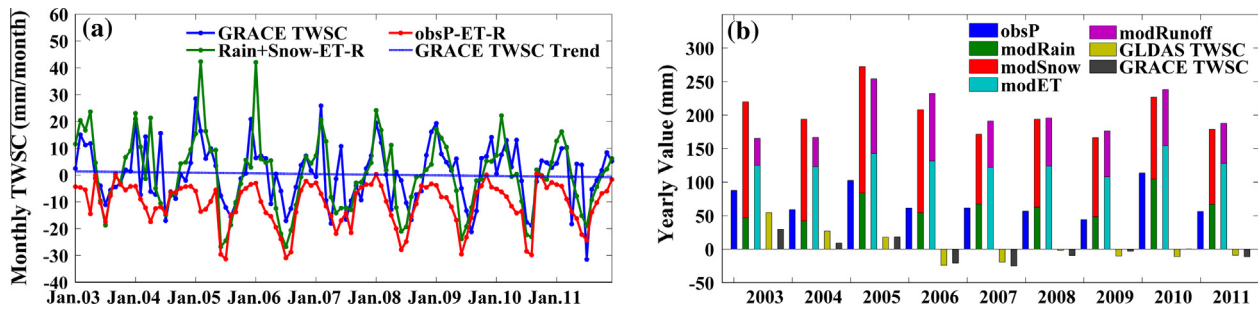 (a)
GRACE TWSC
obsP-ET-R
Rain+Snow-ET-R
GRACE TWSC Trend
Monthly TWSC (mm/month)
60
50
40
30
20
10
0
-10
-20
-30
-40
Jan.03 Jan.04 Jan.05 Jan.06 Jan.07 Jan.08 Jan.09 Jan.10 Jan.11
(b)
obsP
modRain
modSnow
modET
modRunoff
GLDAS TWSC
GRACE TWSC
Yearly Value (mm)
300
250
200
150
100
50
0
-50
2003 2004 2005 2006 2007 2008 2009 2010 2011